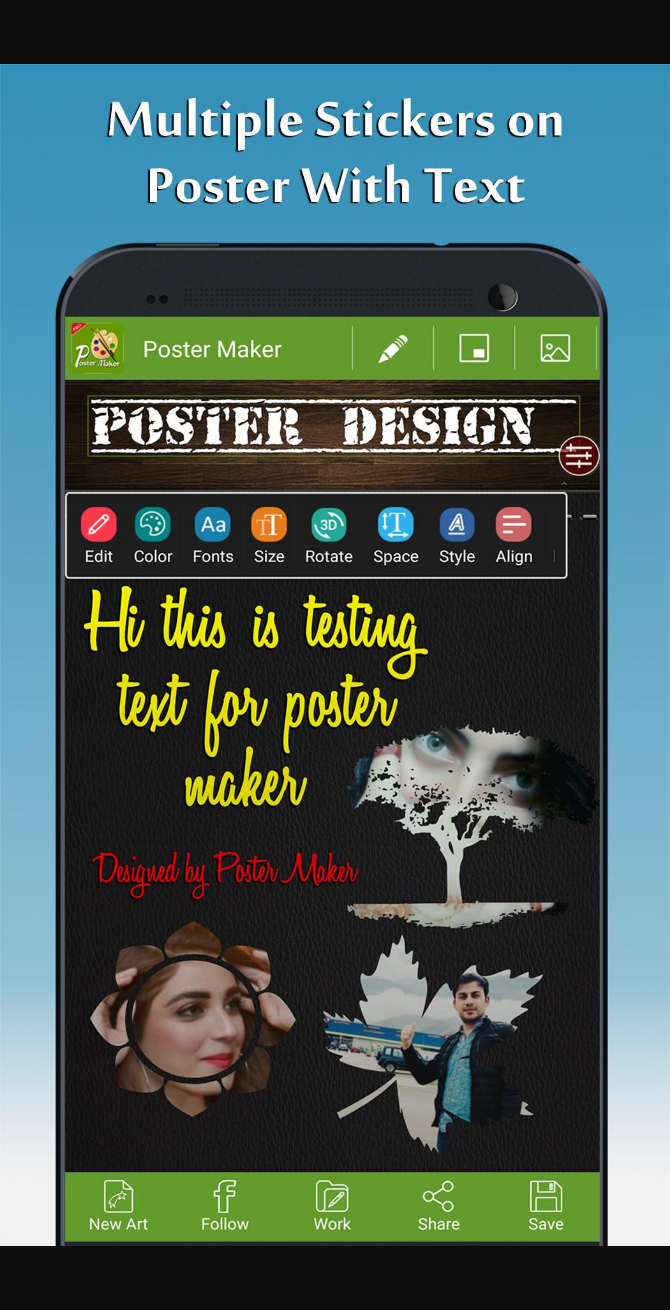 Multiple Stickers on
Poster With Text
PRO
Poster Maker
Poster Maker
POSTER DESIGN
Aa
TT
3D
T
A
Edit
Color
Fonts
Size
Rotate
Space
Style
Align
Hi this is testing
text for poster
maker
Designed by Poster Maker
New Art
Follow
Work
Share
Save